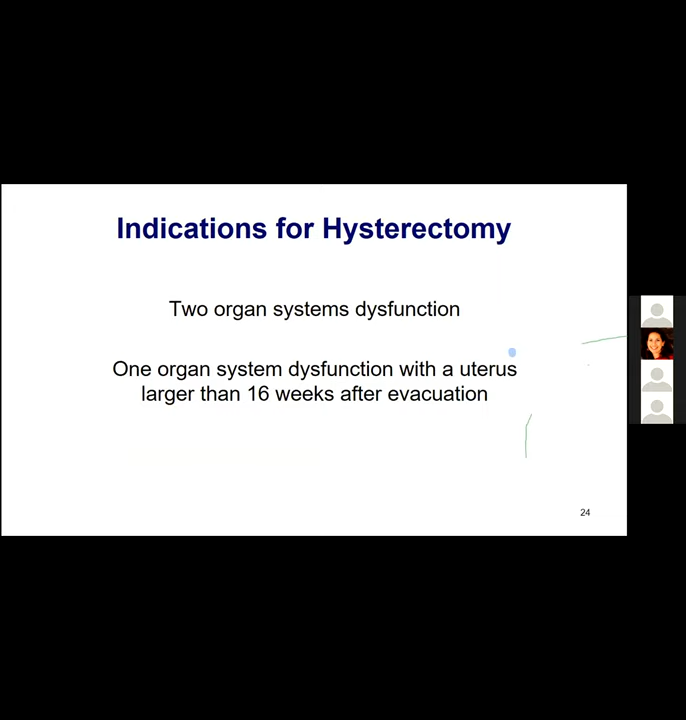 Indications for Hysterectomy
Two organ systems dysfunction
One organ system dysfunction with a uterus
larger than 16 weeks after evacuation
24